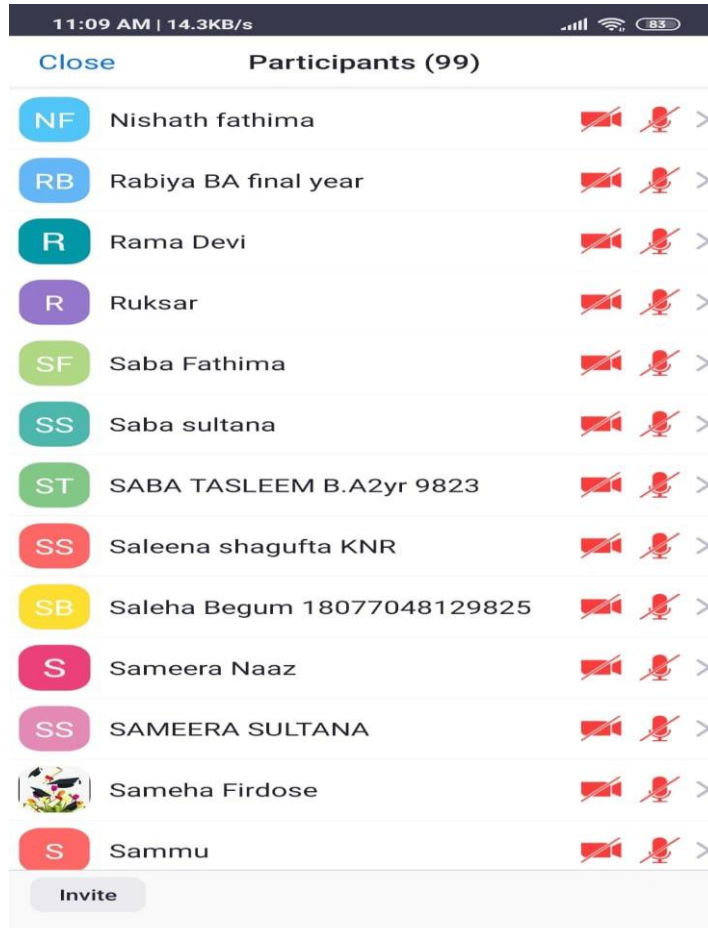 11:09 AM | 14.3KB/s 83
Close Participants (99)
NF Nishath fathima
RB Rabiya BA final year
R Rama Devi
R Ruksar
SF Saba Fathima
SS Saba sultana
ST SABA TASLEEM B.A2yr 9823
SS Saleena shagufta KNR
SB Saleha Begum 18077048129825
S Sameera Naaz
SS SAMEERA SULTANA
Sameha Firdose
S Sammu
Invite